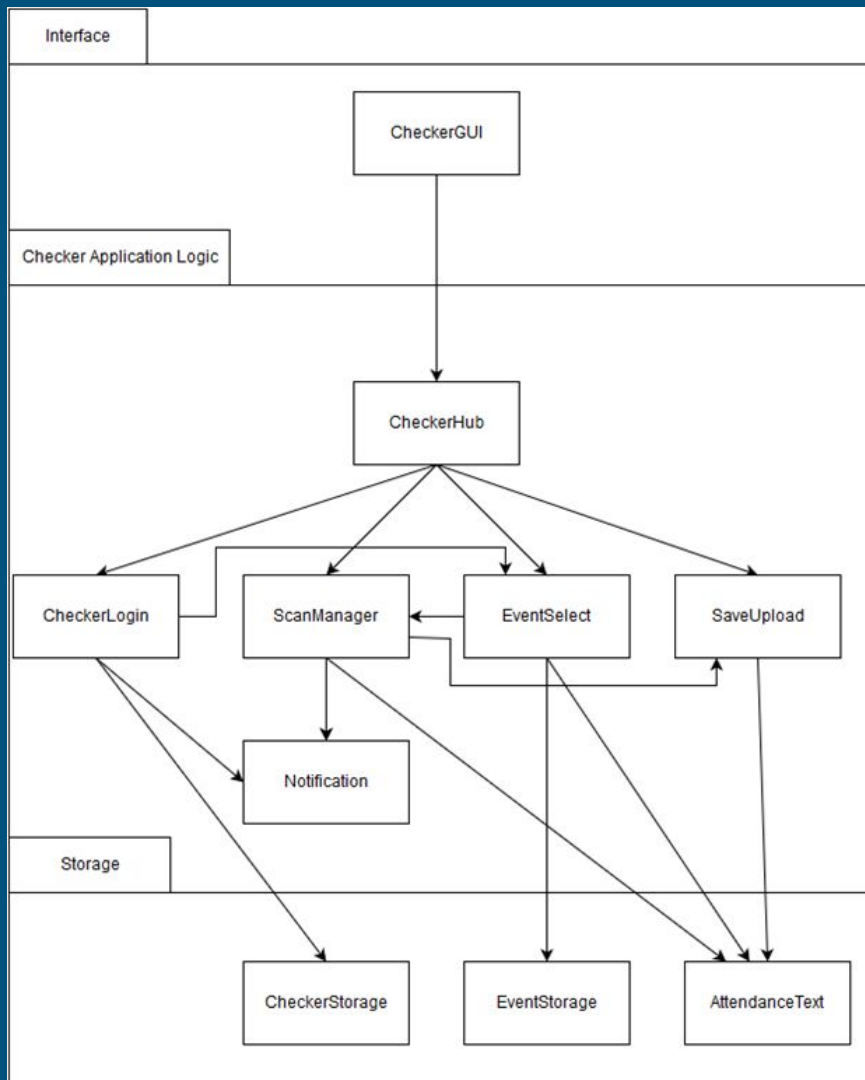 Interface
CheckerGUI
Checker Application Logic
CheckerHub
CheckerLogin
ScanManager
EventSelect
SaveUpload
Notification
Storage
CheckerStorage
EventStorage
AttendanceText